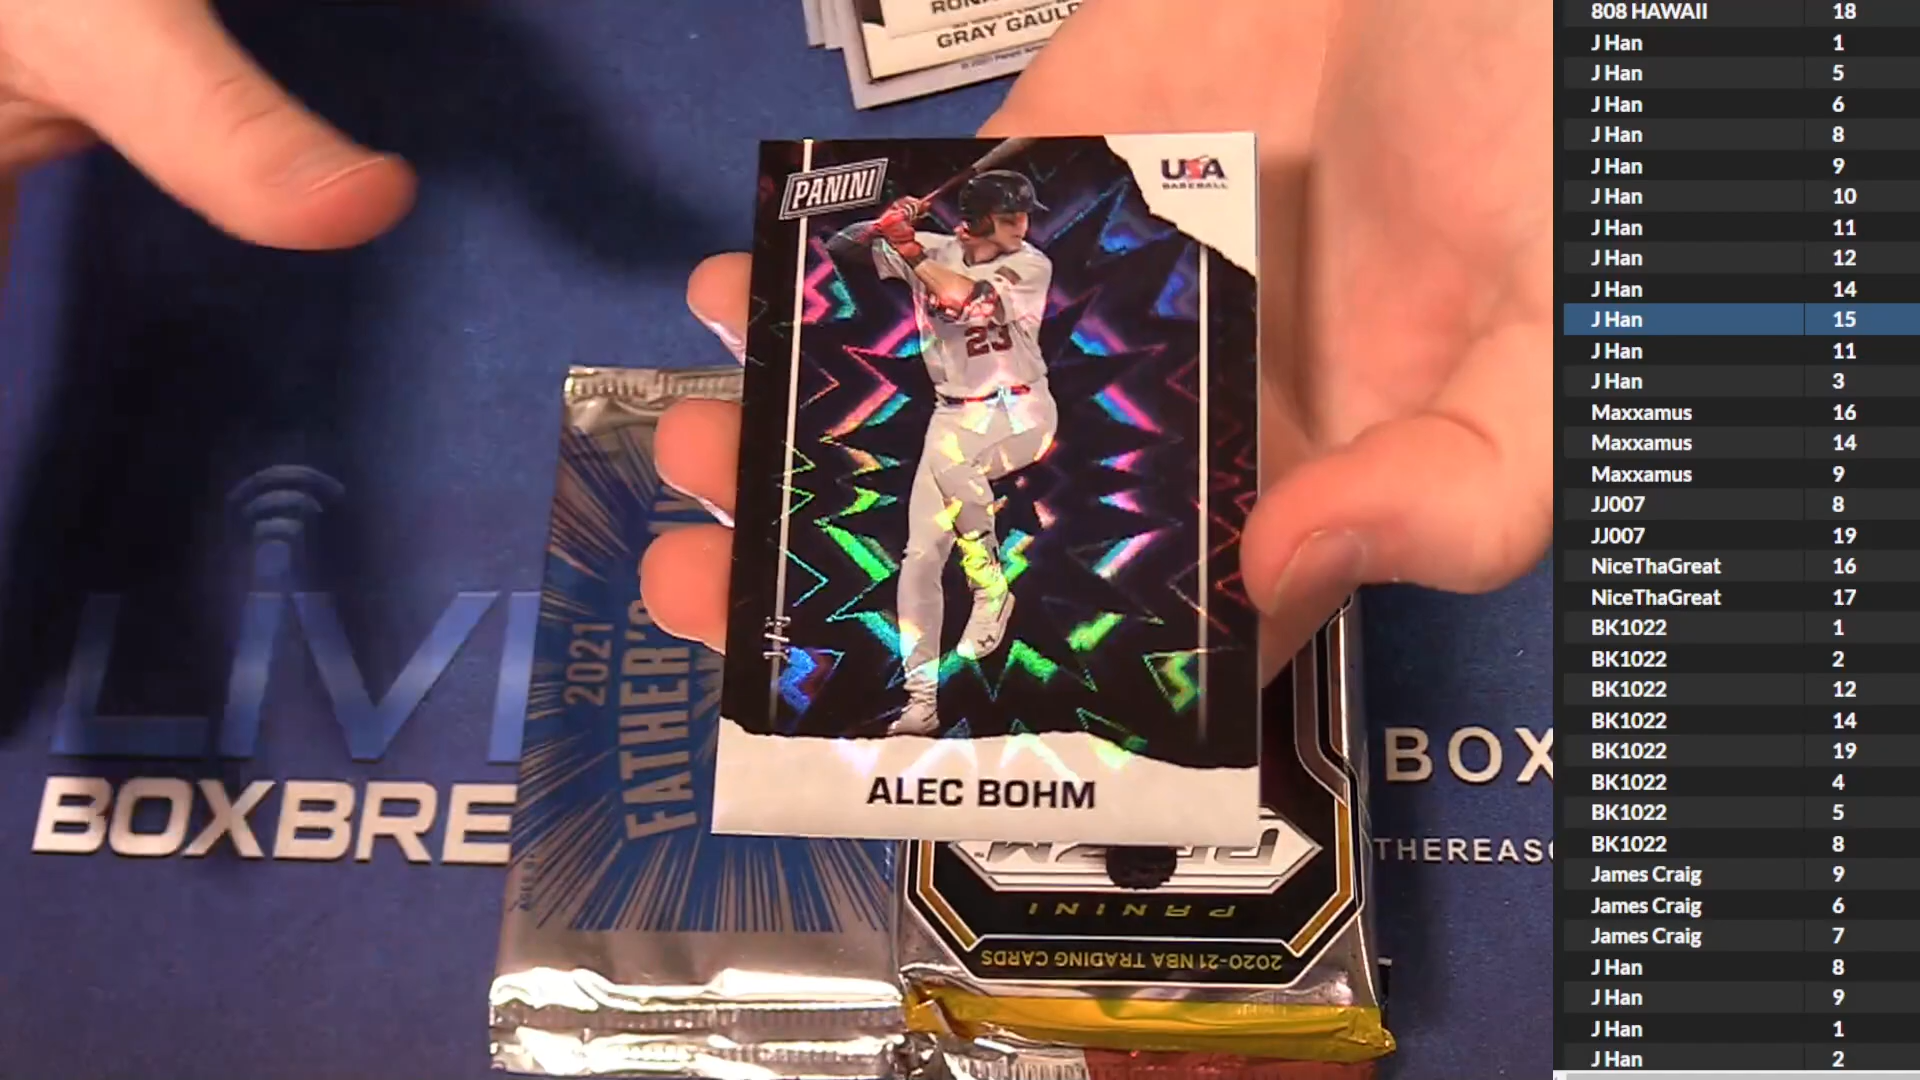 GRAY GAULD
PANINI
USA
BASEBALL
23
ALEC BOHM
2021
FATHER'S
LIV
BOXBRE
BOX
THEREAS
PANINI
2020-21 NBA TRADING CARDS
808 HAWAII 18
J Han 1
J Han 5
J Han 6
J Han 8
J Han 9
J Han 10
J Han 11
J Han 12
J Han 14
J Han 15
J Han 11
J Han 3
Maxxamus 16
Maxxamus 14
Maxxamus 9
JJ007 8
JJ007 19
NiceThaGreat 16
NiceThaGreat 17
BK1022 1
BK1022 2
BK1022 12
BK1022 14
BK1022 19
BK1022 4
BK1022 5
BK1022 8
James Craig 9
James Craig 6
James Craig 7
J Han 8
J Han 9
J Han 1
J Han 2